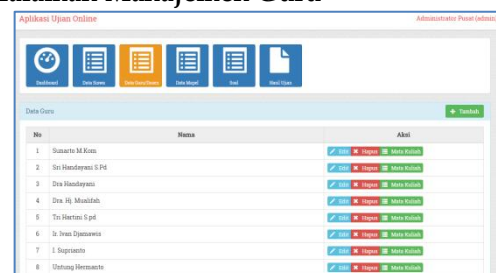 Aplikasi Ujian Online Administrator Pusat (admin)
Dashboard Data Siswa Data Guru/Dosen Data Mapel Soal Hasil Ujian
Data Guru + Tambah
No Nama Aksi
1 Sunarto M.Kom Edit Hapus Mata Kuliah
2 Sri Handayani S.Pd Edit Hapus Mata Kuliah
3 Dra Handayani Edit Hapus Mata Kuliah
4 Dra. Hj. Mualifah Edit Hapus Mata Kuliah
5 Tri Hartini S.pd Edit Hapus Mata Kuliah
6 Ir. Ivan Djamawis Edit Hapus Mata Kuliah
7 I. Suprianto Edit Hapus Mata Kuliah
8 Untung Hermanto Edit Hapus Mata Kuliah